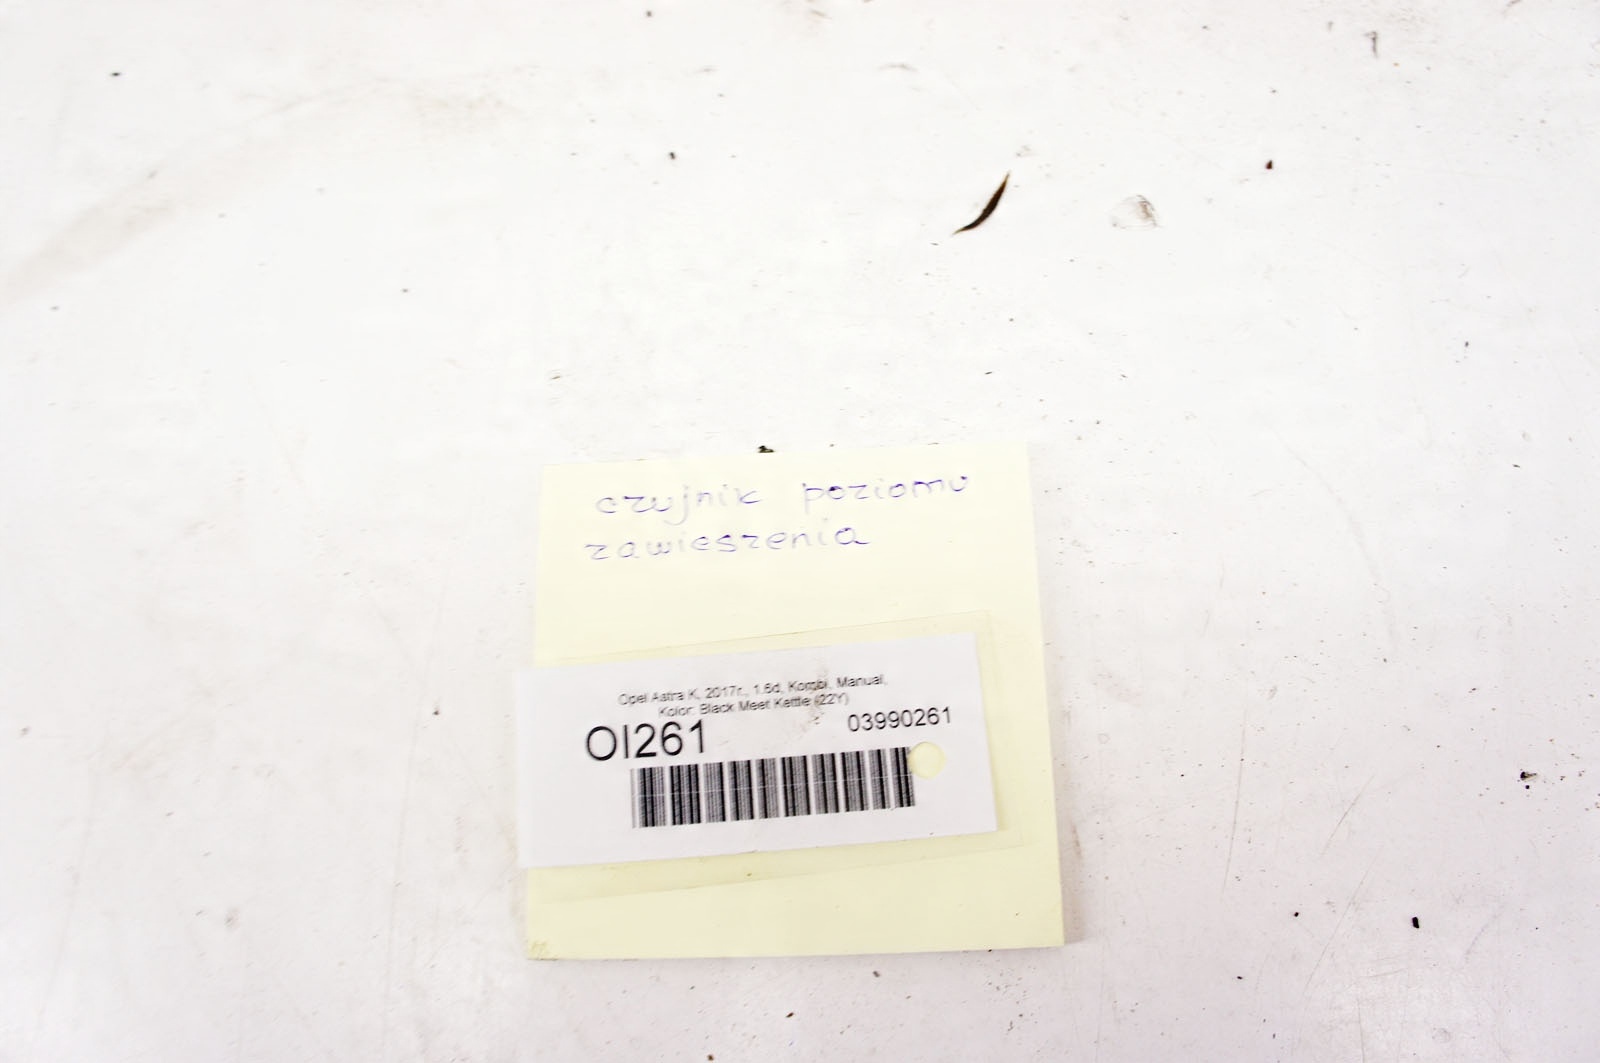 czujnik poziomu
zawieszenia
Opel Astra K, 2017r., 1.6d, Kombi, Manual,
Kolor: Black Meet Kettle (22Y)
OI261
03990261